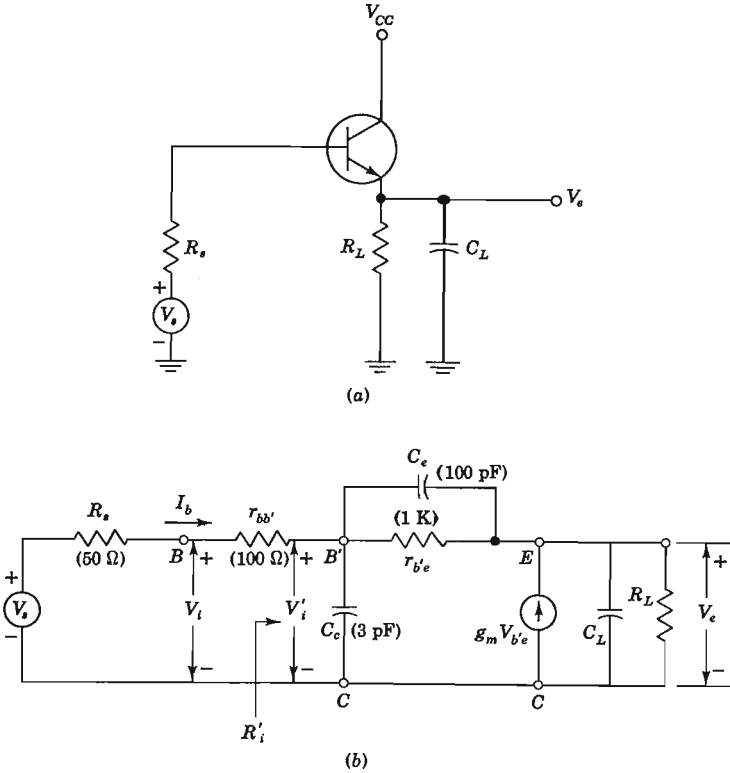 V_CC
V_e
R_s
R_L
C_L
+
V_s
−
(a)
C_e
(100 pF)
R_s
I_b
r_bb'
(1 K)
(50 Ω)
B
+
(100 Ω)
+
B'
r_b'e
E
+
+
V_s
−
V_i
V'_i
C_c (3 pF)
g_m V_b'e
C_L
R_L
V_e
−
−
−
C
C
R'_i
(b)